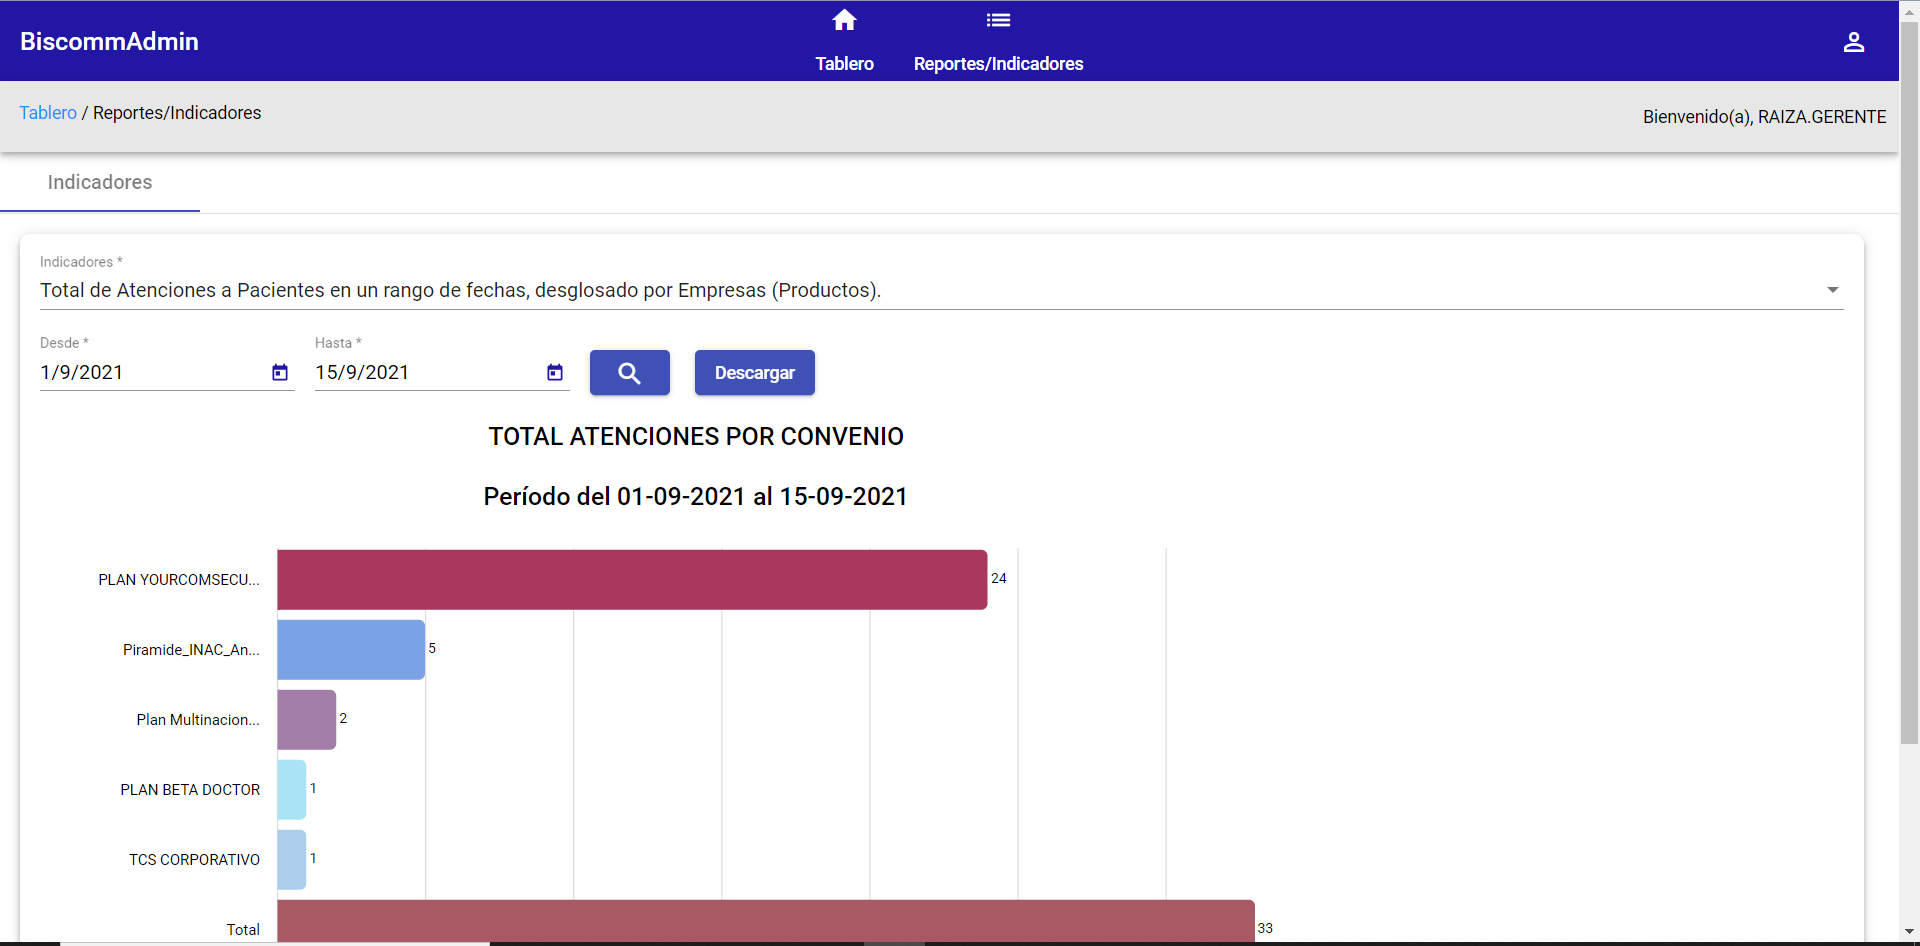 BiscommAdmin
Tablero
Reportes/Indicadores
Tablero / Reportes/Indicadores
Bienvenido(a), RAIZA.GERENTE
Indicadores
Indicadores *
Total de Atenciones a Pacientes en un rango de fechas, desglosado por Empresas (Productos).
Desde *
1/9/2021
Hasta *
15/9/2021
Descargar
TOTAL ATENCIONES POR CONVENIO
Período del 01-09-2021 al 15-09-2021
PLAN YOURCOMSECU... 24
Piramide_INAC_An... 5
Plan Multinacion... 2
PLAN BETA DOCTOR 1
TCS CORPORATIVO 1
Total 33